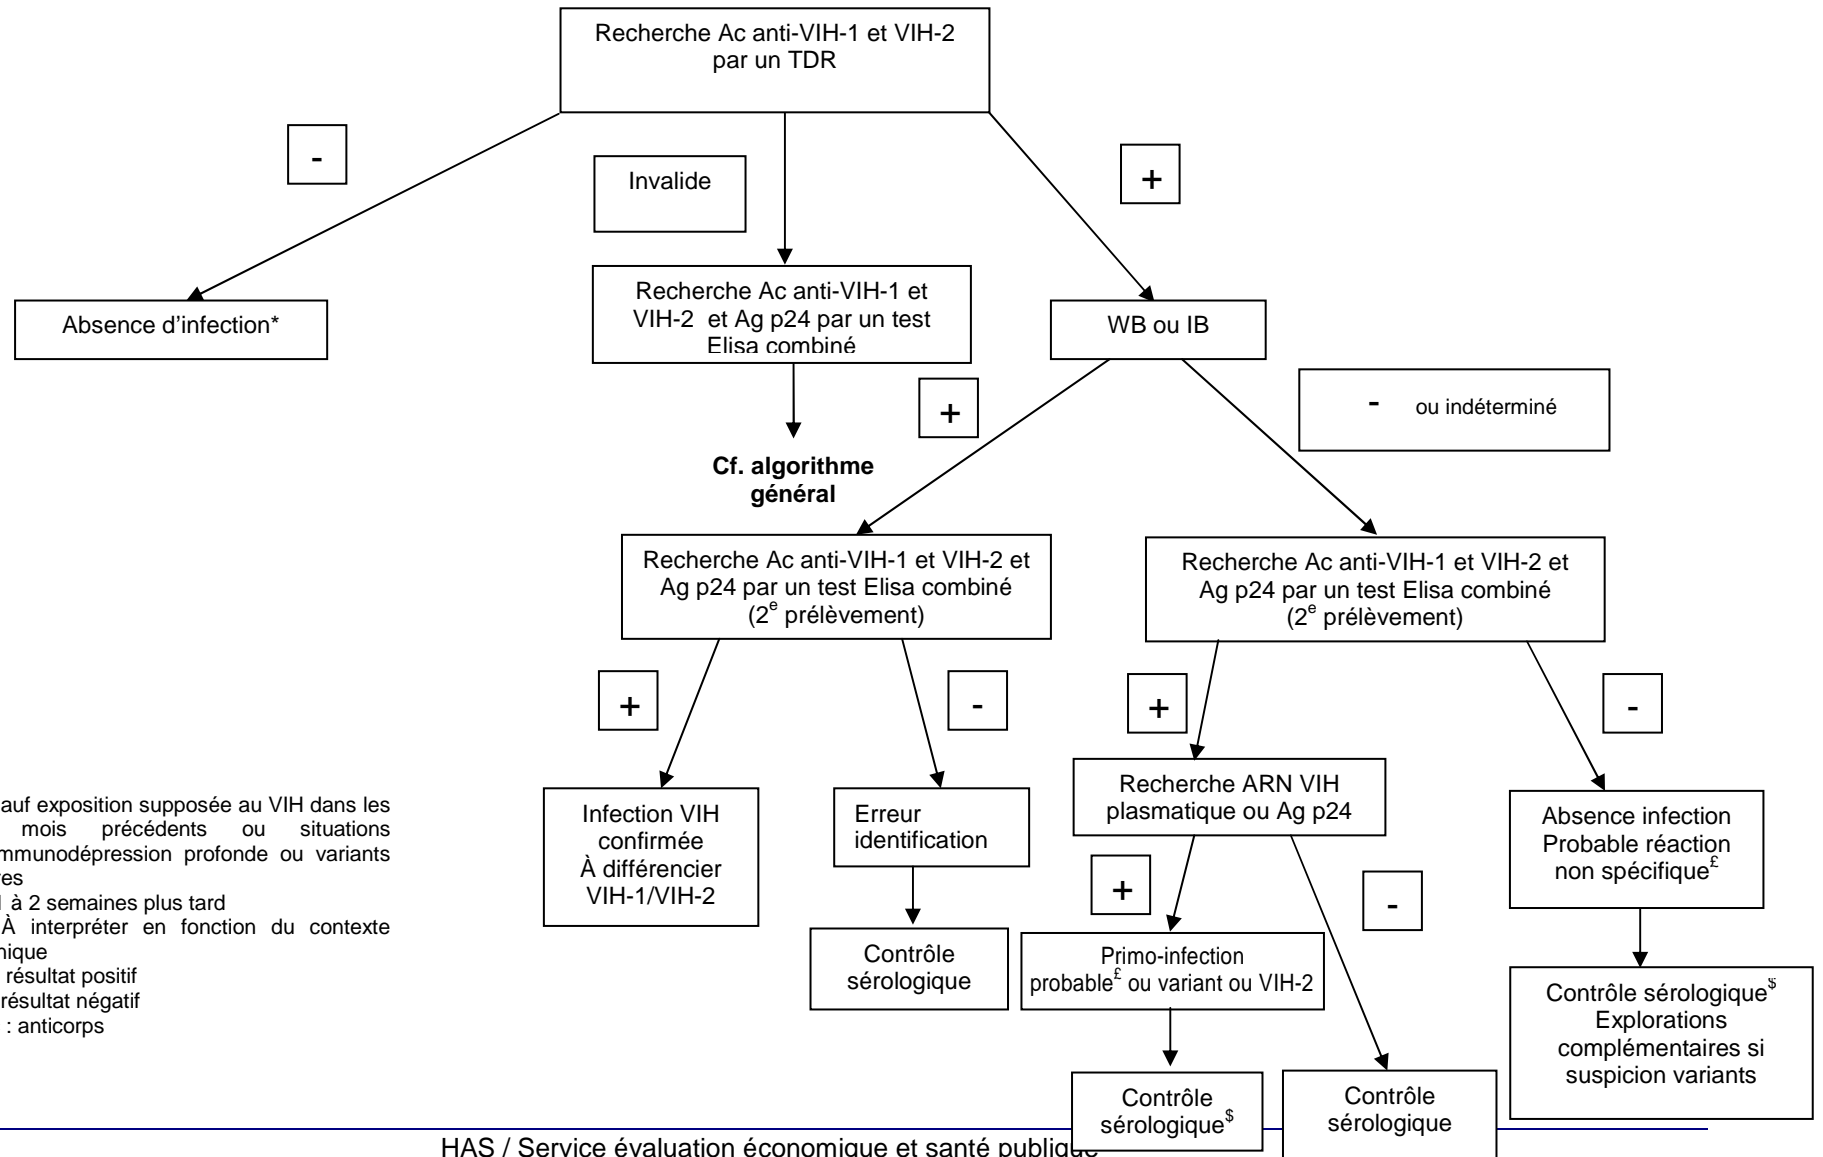 Recherche Ac anti-VIH-1 et VIH-2
par un TDR
-
Invalide
+
Absence d'infection*
Recherche Ac anti-VIH-1 et
VIH-2 et Ag p24 par un test
Elisa combiné
WB ou IB
Cf. algorithme
général
+
- ou indéterminé
Recherche Ac anti-VIH-1 et VIH-2 et
Ag p24 par un test Elisa combiné
(2e prélèvement)
Recherche Ac anti-VIH-1 et VIH-2 et
Ag p24 par un test Elisa combiné
(2e prélèvement)
+
-
+
-
Infection VIH
confirmée
À différencier
VIH-1/VIH-2
Erreur
identification
Recherche ARN VIH
plasmatique ou Ag p24
Absence infection
Probable réaction
non spécifique£
+
-
Contrôle
sérologique
Primo-infection
probable£ ou variant ou VIH-2
Contrôle sérologique$
Explorations
complémentaires si
suspicion variants
Contrôle
sérologique$
Contrôle
sérologique
auf exposition supposée au VIH dans les
mois précédents ou situations
mmunodépression profonde ou variants
es
à 2 semaines plus tard
À interpréter en fonction du contexte
nique
résultat positif
résultat négatif
: anticorps
HAS / Service évaluation économique et santé publique